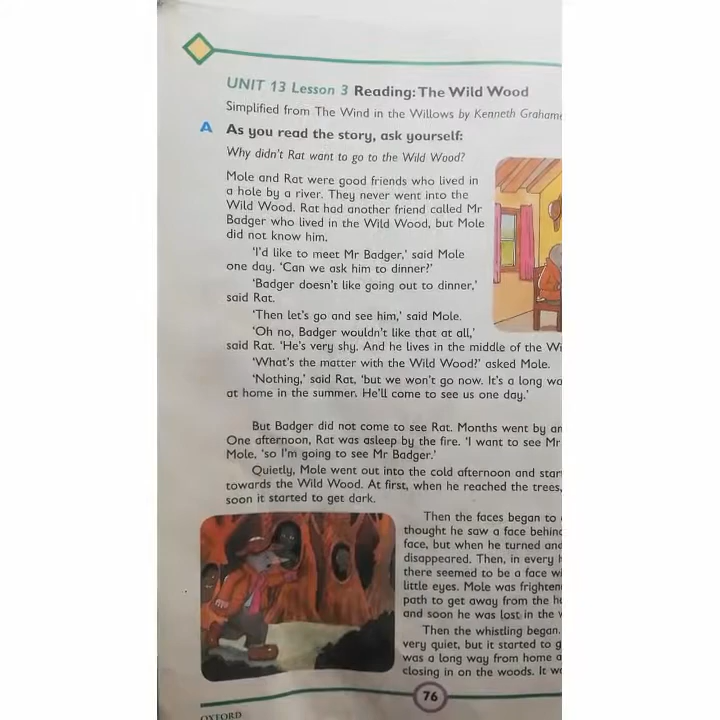 UNIT 13 Lesson 3 Reading: The Wild Wood
Simplified from The Wind in the Willows by Kenneth Grahame
A As you read the story, ask yourself:
Why didn't Rat want to go to the Wild Wood?
Mole and Rat were good friends who lived in
a hole by a river. They never went into the
Wild Wood. Rat had another friend called Mr
Badger who lived in the Wild Wood, but Mole
did not know him.
'I'd like to meet Mr Badger,' said Mole
one day. 'Can we ask him to dinner?'
'Badger doesn't like going out to dinner,'
said Rat.
'Then let's go and see him,' said Mole.
'Oh no, Badger wouldn't like that at all,'
said Rat. 'He's very shy. And he lives in the middle of the
'What's the matter with the Wild Wood?' asked Mole.
'Nothing,' said Rat, 'but we won't go now. It's a long
at home in the summer. He'll come to see us one day.'
But Badger did not come to see Rat. Months went by
One afternoon, Rat was asleep by the fire. 'I want to see Mr
Mole, 'so I'm going to see Mr Badger.'
Quietly, Mole went out into the cold afternoon and
towards the Wild Wood. At first, when he reached the trees,
soon it started to get dark.
Then the faces began to
thought he saw a face
face, but when he turned
disappeared. Then, in every
there seemed to be a face
little eyes. Mole was
path to get away from the
and soon he was lost in the
Then the whistling began.
very quiet, but it started to
was a long way from home
closing in on the woods. It
76
OXFORD